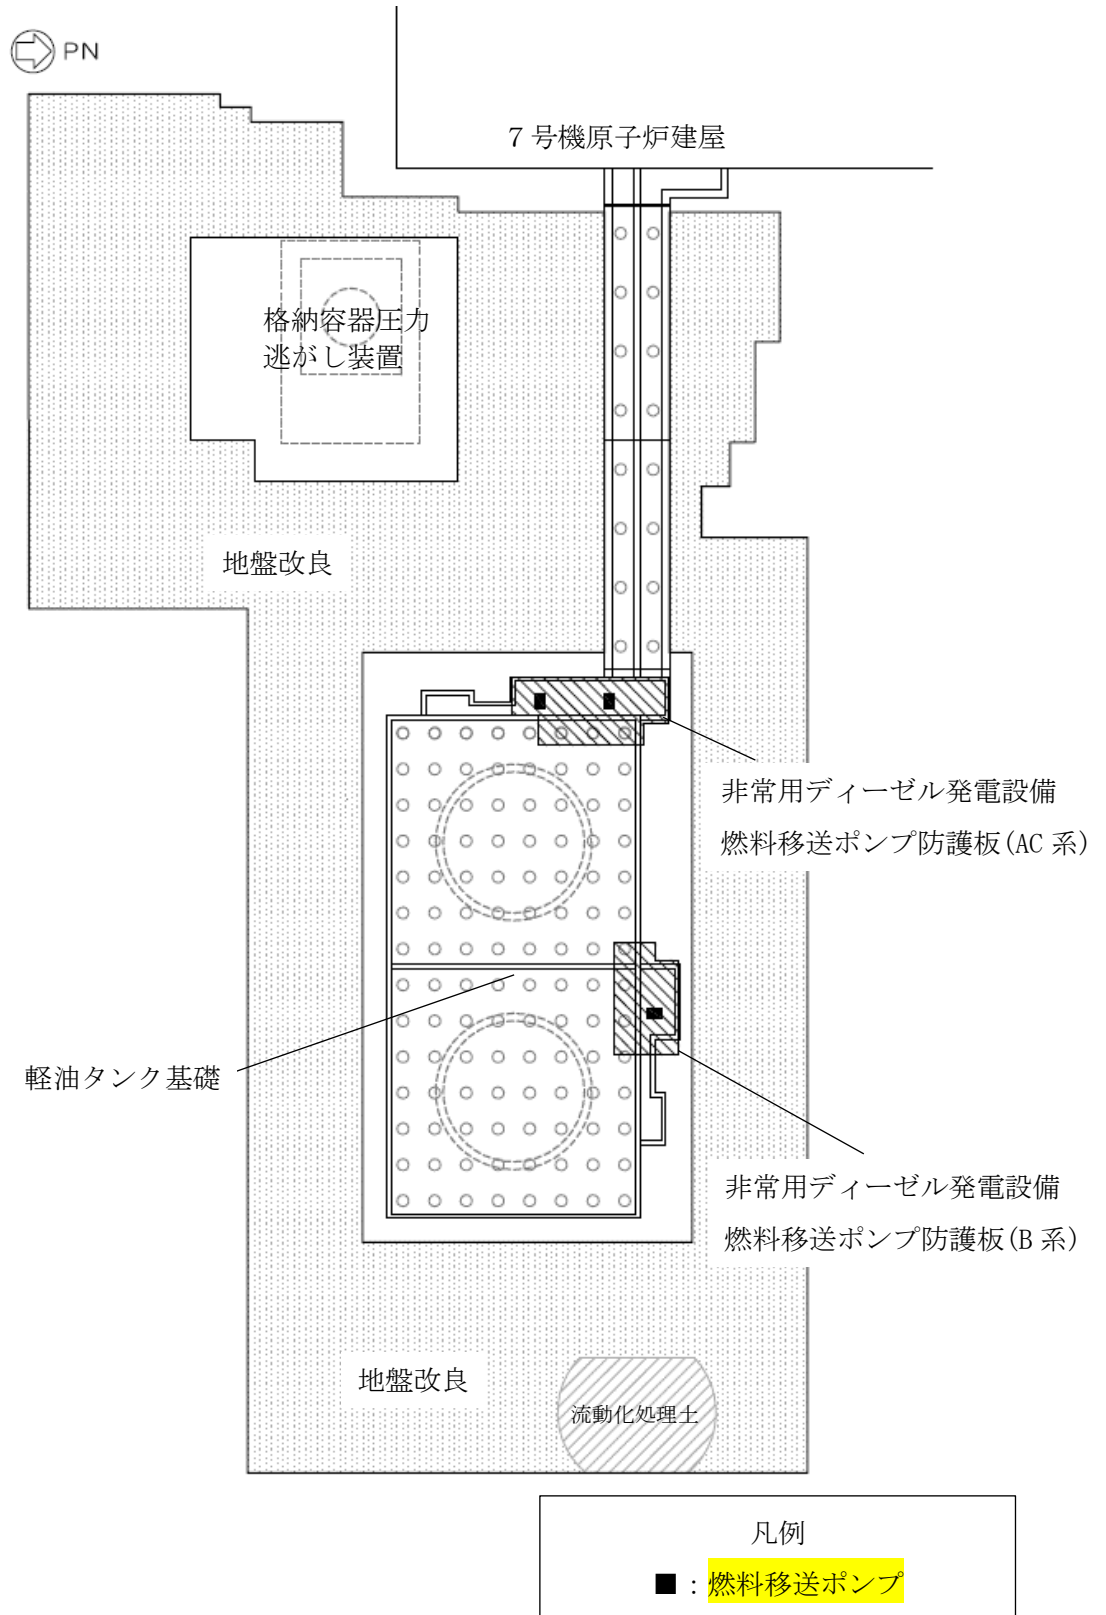 PN
７号機原子炉建屋
格納容器圧力
逃がし装置
地盤改良
非常用ディーゼル発電設備
燃料移送ポンプ防護板(AC 系)
軽油タンク基礎
非常用ディーゼル発電設備
燃料移送ポンプ防護板(B 系)
地盤改良
流動化処理土
凡例
■：燃料移送ポンプ